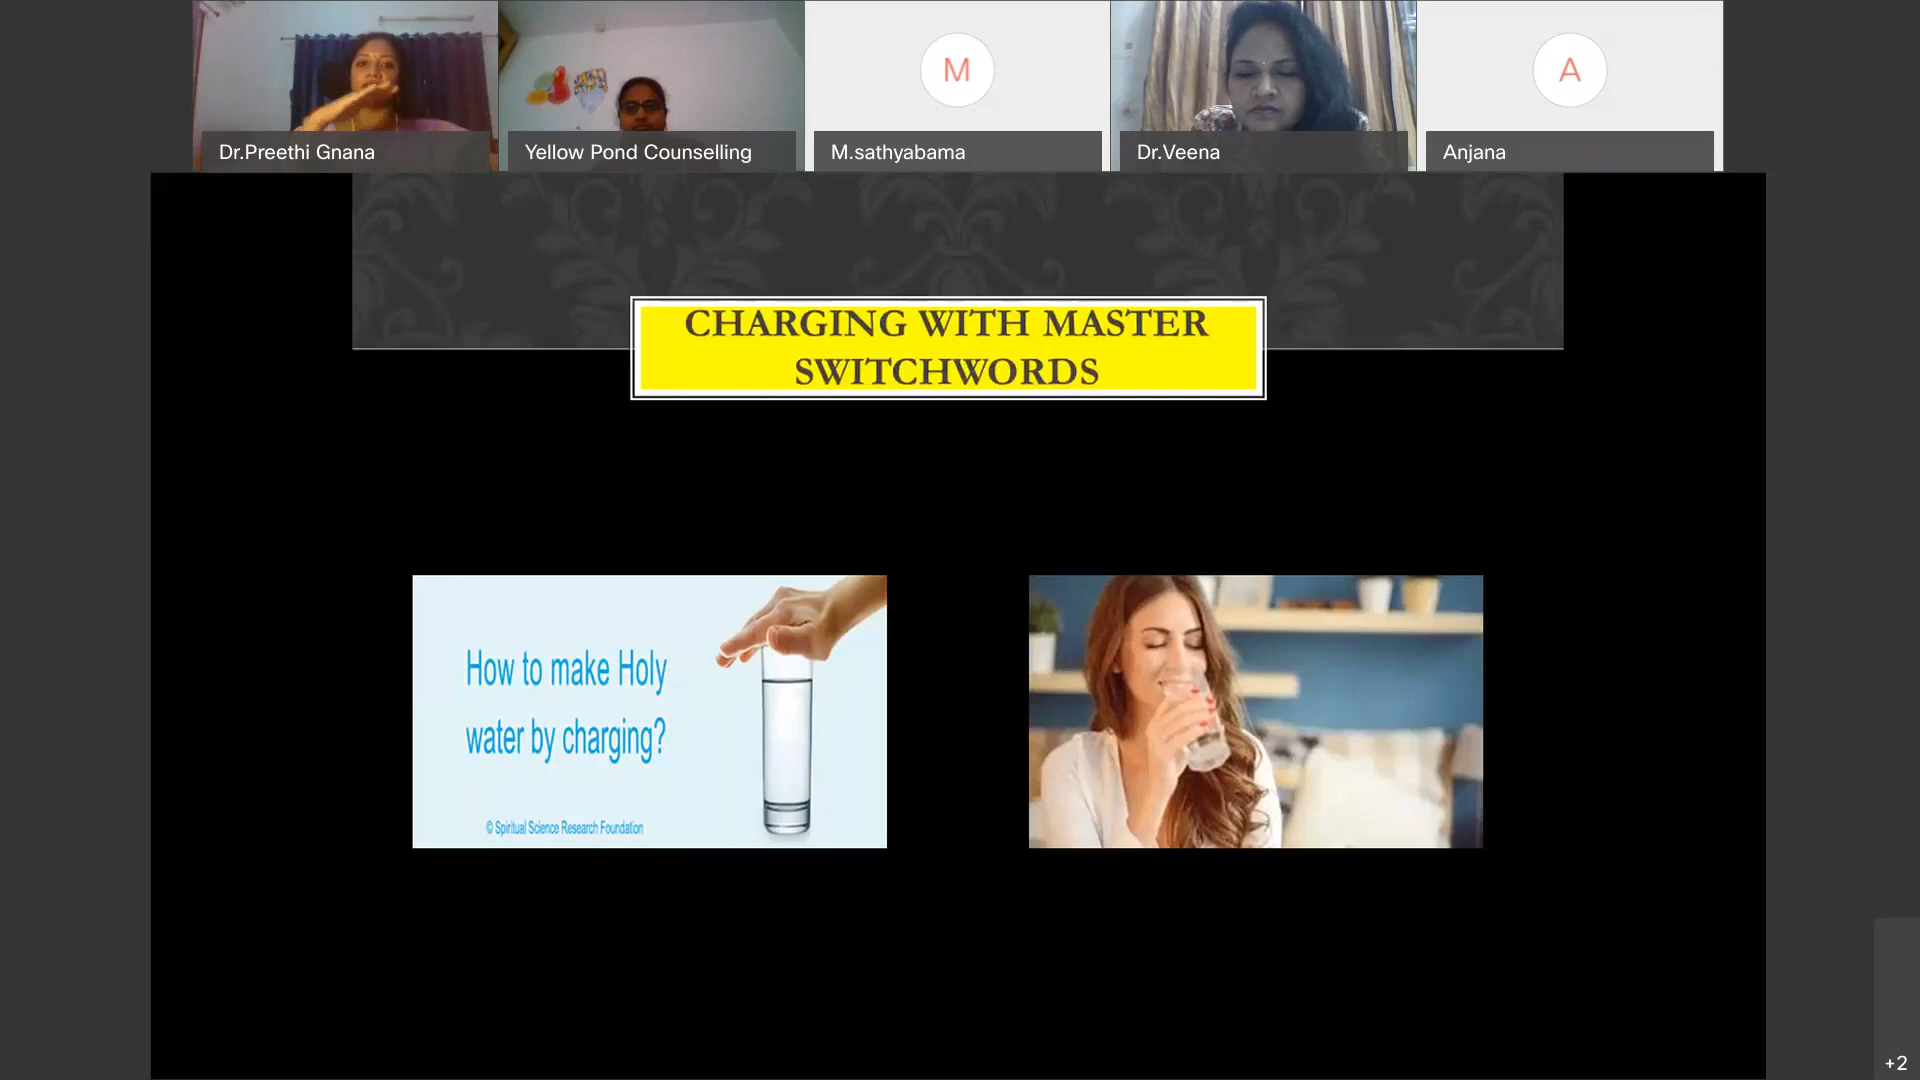 Dr.Preethi Gnana
Yellow Pond Counselling
M
M.sathyabama
Dr.Veena
A
Anjana
CHARGING WITH MASTER
SWITCHWORDS
How to make Holy
water by charging?
© Spiritual Science Research Foundation
+2